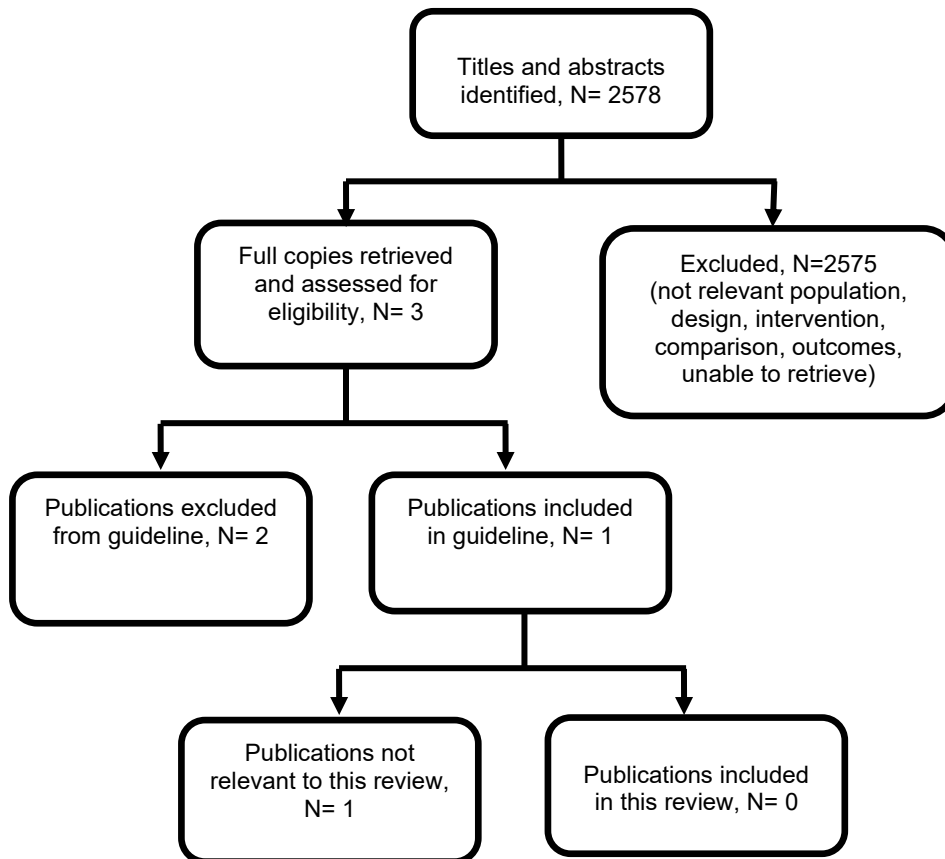 Titles and abstracts
identified, N= 2578
Full copies retrieved
and assessed for
eligibility, N= 3
Excluded, N=2575
(not relevant population,
design, intervention,
comparison, outcomes,
unable to retrieve)
Publications excluded
from guideline, N= 2
Publications included
in guideline, N= 1
Publications not
relevant to this review,
N= 1
Publications included
in this review, N= 0